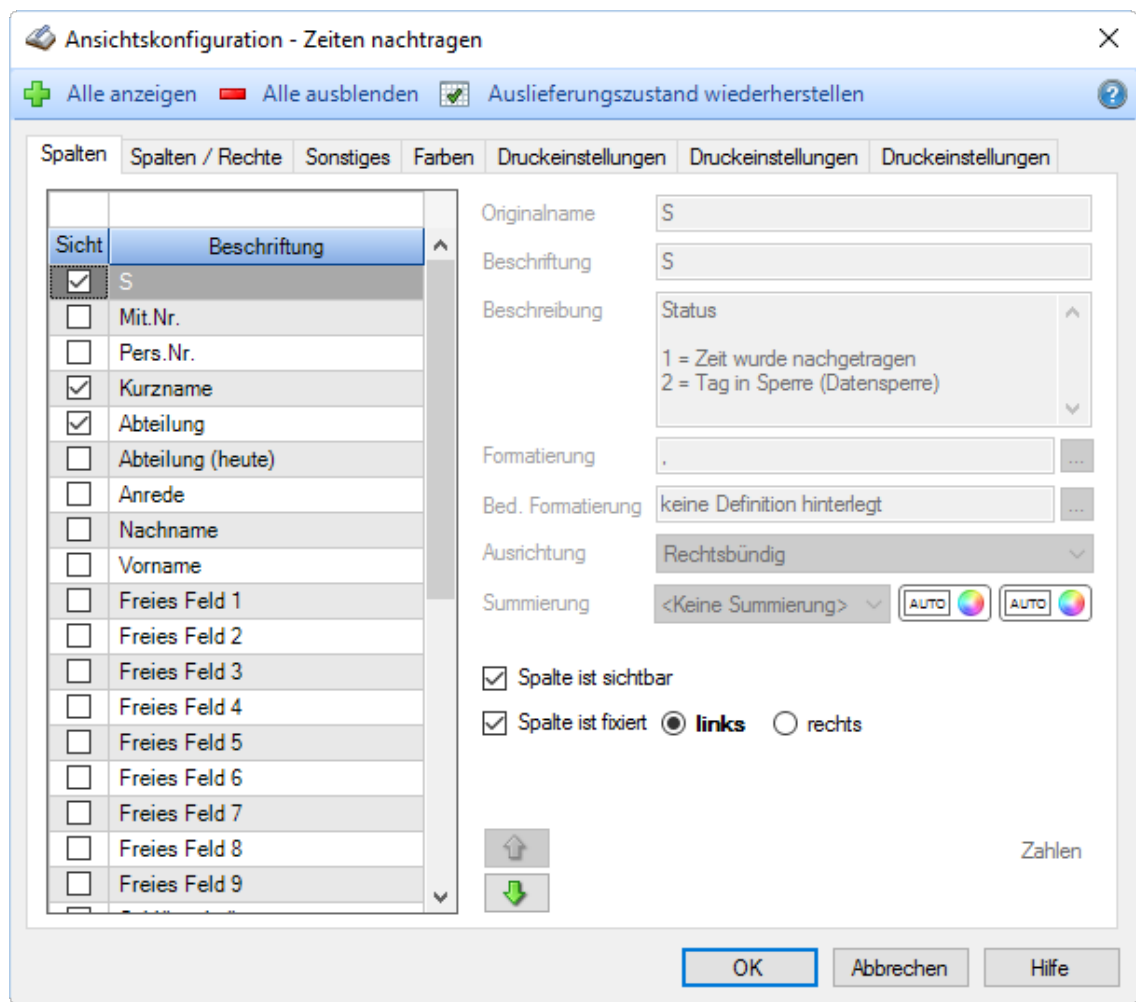 Ansichtskonfiguration - Zeiten nachtragen
Alle anzeigen
Alle ausblenden
Auslieferungszustand wiederherstellen
?
Spalten
Spalten / Rechte
Sonstiges
Farben
Druckeinstellungen
Druckeinstellungen
Druckeinstellungen
Sicht
Beschriftung
S
Mit.Nr.
Pers.Nr.
Kurzname
Abteilung
Abteilung (heute)
Anrede
Nachname
Vorname
Freies Feld 1
Freies Feld 2
Freies Feld 3
Freies Feld 4
Freies Feld 5
Freies Feld 6
Freies Feld 7
Freies Feld 8
Freies Feld 9
Originalname
S
Beschriftung
S
Beschreibung
Status
1 = Zeit wurde nachgetragen
2 = Tag in Sperre (Datensperre)
Formatierung
,
...
Bed. Formatierung
keine Definition hinterlegt
...
Ausrichtung
Rechtsbündig
Summierung
<Keine Summierung>
AUTO
AUTO
Spalte ist sichtbar
Spalte ist fixiert
links
rechts
Zahlen
OK
Abbrechen
Hilfe